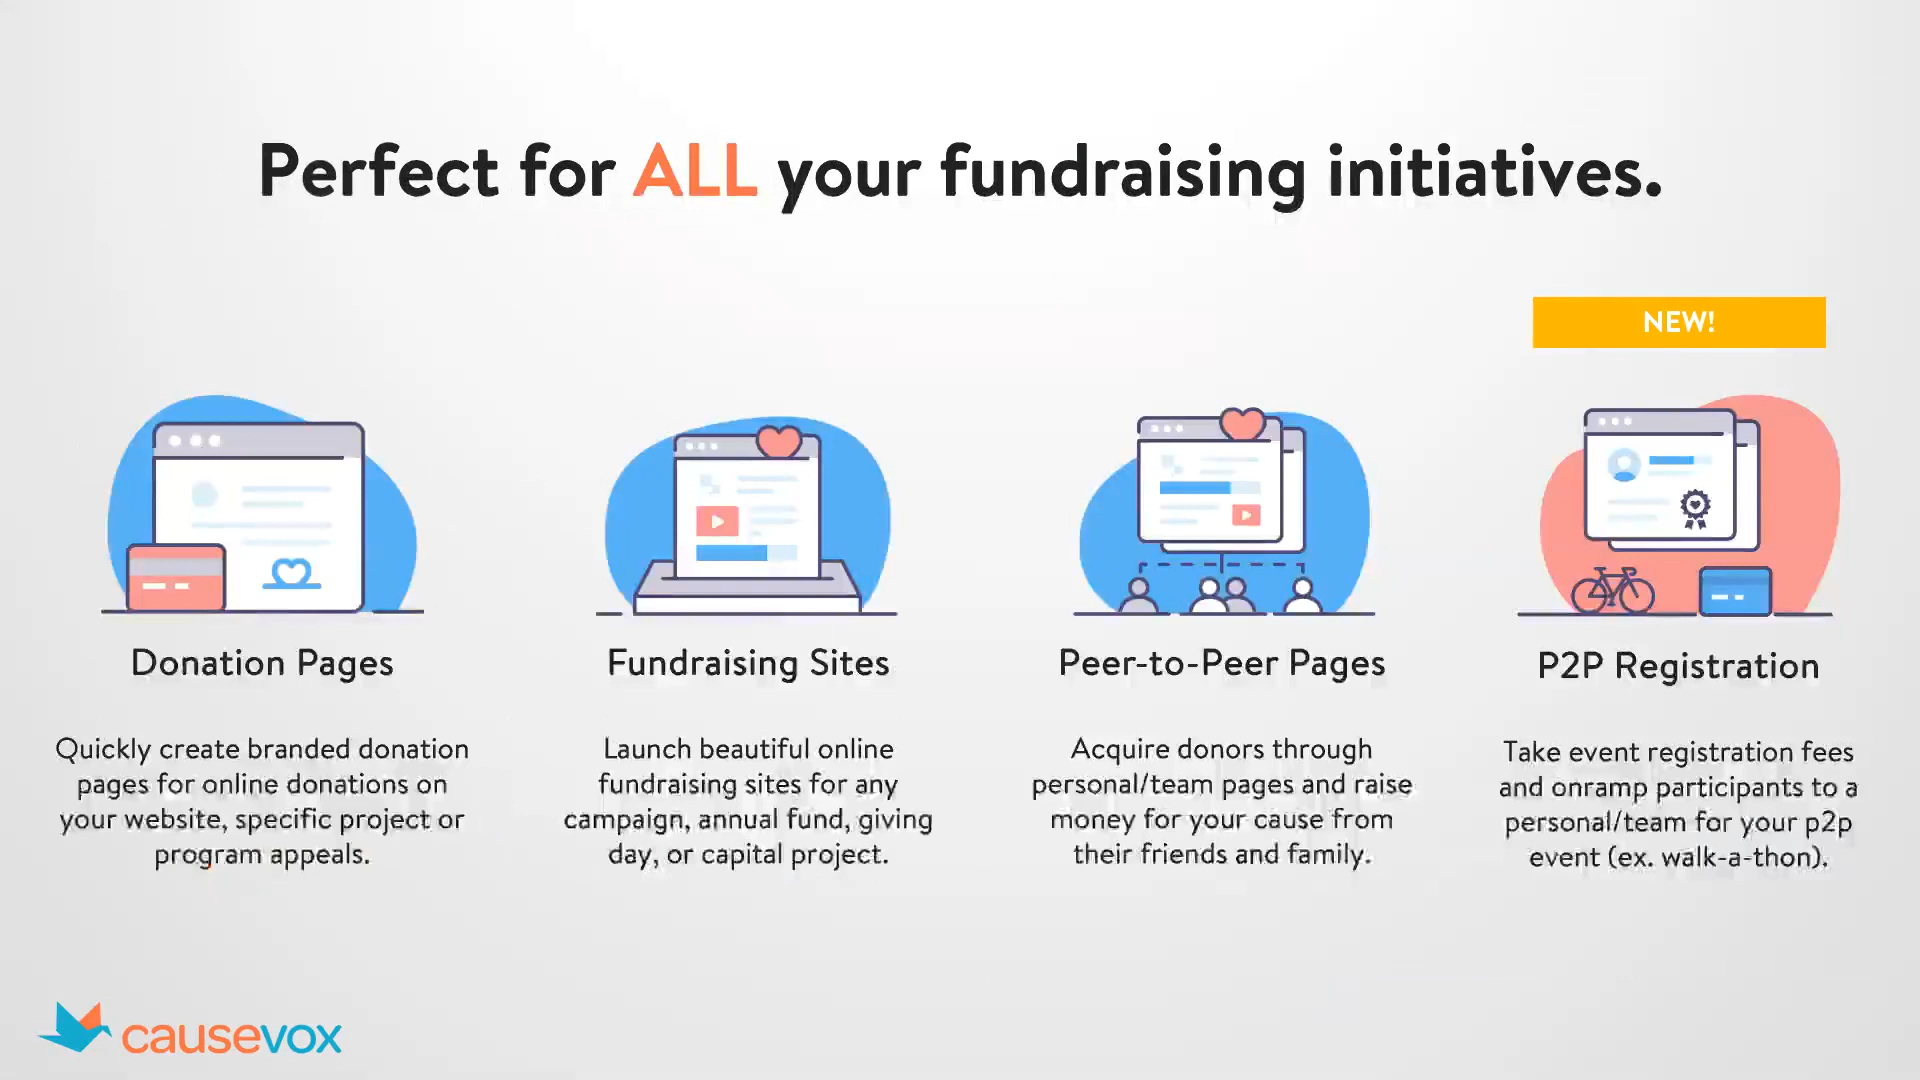 Perfect for ALL your fundraising initiatives.
NEW!
Donation Pages
Quickly create branded donation
pages for online donations on
your website, specific project or
program appeals.
Fundraising Sites
Launch beautiful online
fundraising sites for any
campaign, annual fund, giving
day, or capital project.
Peer-to-Peer Pages
Acquire donors through
personal/team pages and raise
money for your cause from
their friends and family.
P2P Registration
Take event registration fees
and onramp participants to a
personal/team for your p2p
event (ex. walk-a-thon).
causevox